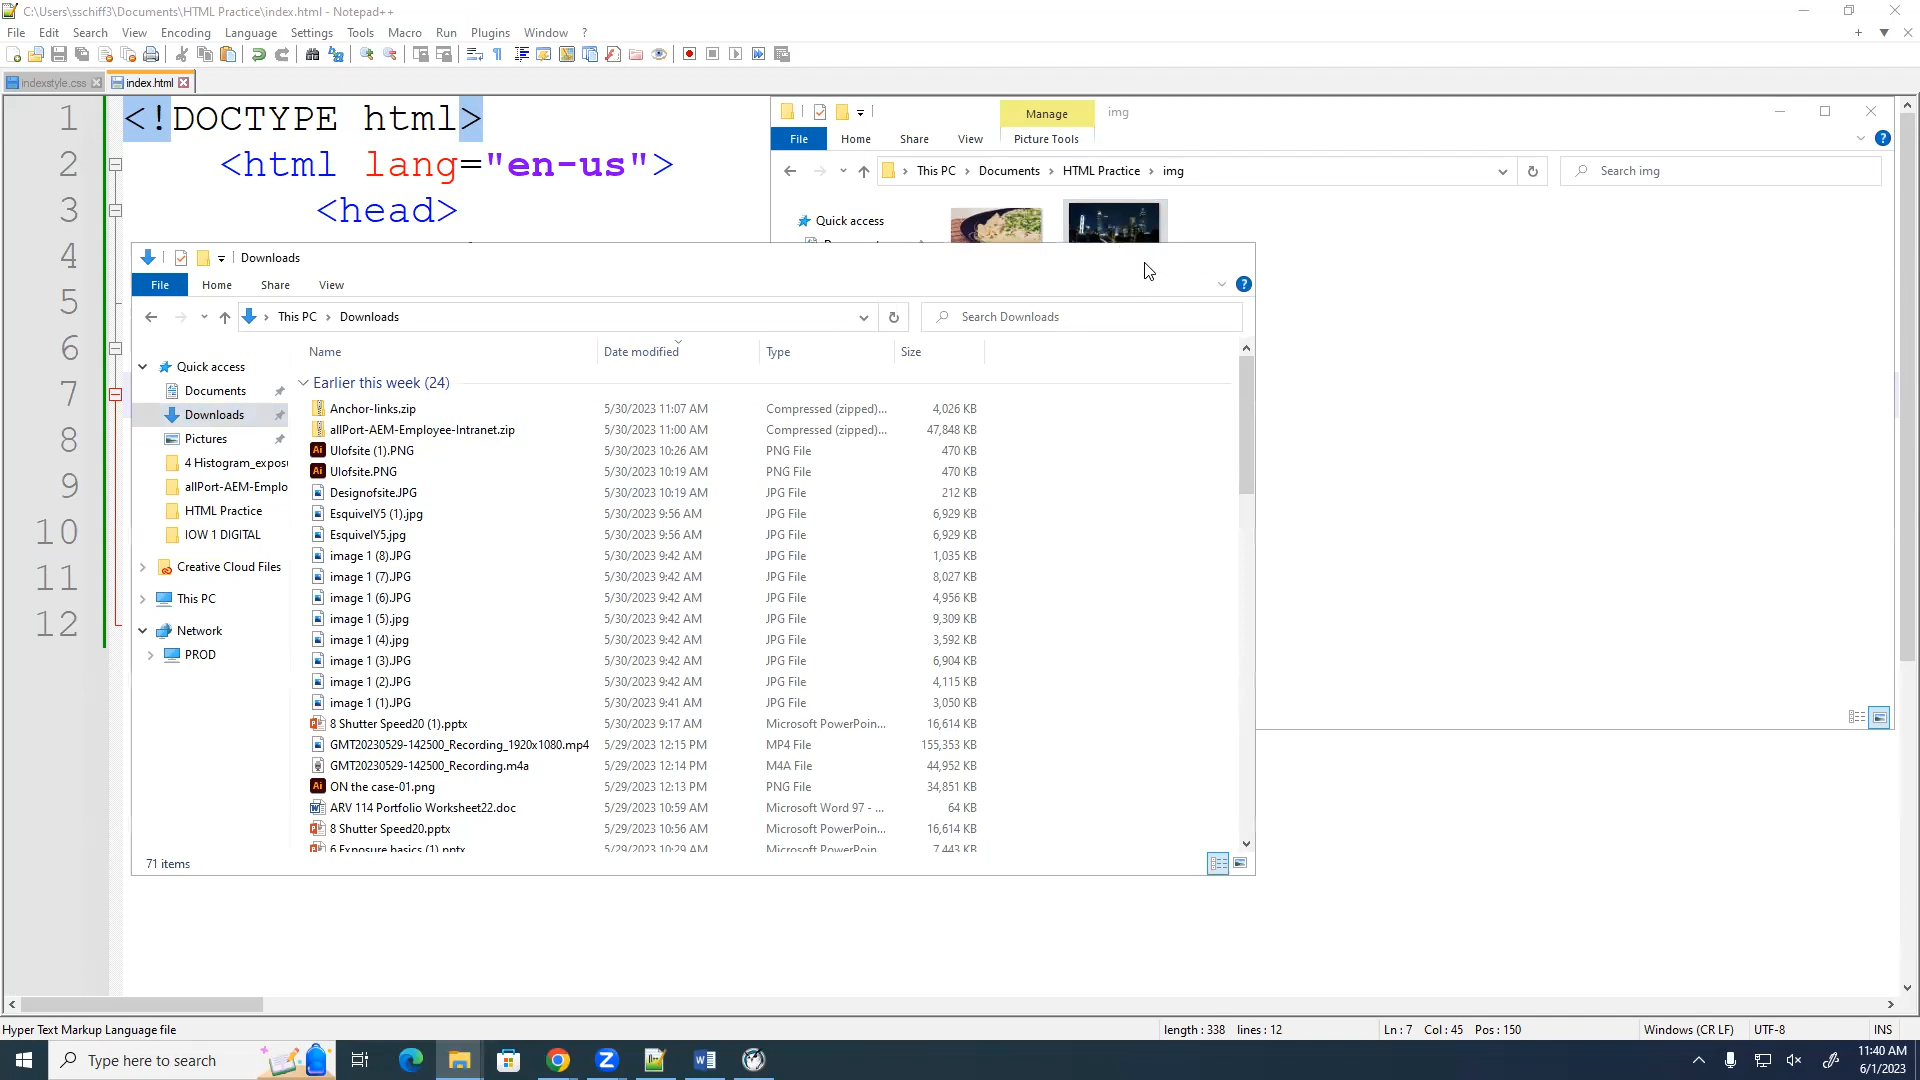 C:\Users\sschiff3\Documents\HTML Practice\index.html - Notepad++
File Edit Search View Encoding Language Settings Tools Macro Run Plugins Window ?
indexstyle.css index.html
1 <!DOCTYPE html>
2 <html lang="en-us">
3 <head>
4
5
6
7
8
9
10
11
12
Manage img
File Home Share View Picture Tools
This PC > Documents > HTML Practice > img
Search img
Quick access
Downloads
File Home Share View
This PC > Downloads
Search Downloads
Quick access
Documents
Downloads
Pictures
4 Histogram_exposu
allPort-AEM-Emplo
HTML Practice
IOW 1 DIGITAL
Creative Cloud Files
This PC
Network
PROD
Name Date modified Type Size
Earlier this week (24)
Anchor-links.zip 5/30/2023 11:07 AM Compressed (zipped)... 4,026 KB
allPort-AEM-Employee-Intranet.zip 5/30/2023 11:00 AM Compressed (zipped)... 47,848 KB
Ulofsite (1).PNG 5/30/2023 10:26 AM PNG File 470 KB
Ulofsite.PNG 5/30/2023 10:19 AM PNG File 470 KB
Designofsite.JPG 5/30/2023 10:19 AM JPG File 212 KB
EsquivelY5 (1).jpg 5/30/2023 9:56 AM JPG File 6,929 KB
EsquivelY5.jpg 5/30/2023 9:56 AM JPG File 6,929 KB
image 1 (8).JPG 5/30/2023 9:42 AM JPG File 1,035 KB
image 1 (7).JPG 5/30/2023 9:42 AM JPG File 8,027 KB
image 1 (6).JPG 5/30/2023 9:42 AM JPG File 4,956 KB
image 1 (5).jpg 5/30/2023 9:42 AM JPG File 9,309 KB
image 1 (4).jpg 5/30/2023 9:42 AM JPG File 3,592 KB
image 1 (3).JPG 5/30/2023 9:42 AM JPG File 6,904 KB
image 1 (2).JPG 5/30/2023 9:42 AM JPG File 4,115 KB
image 1 (1).JPG 5/30/2023 9:41 AM JPG File 3,050 KB
8 Shutter Speed20 (1).pptx 5/30/2023 9:17 AM Microsoft PowerPoin... 16,614 KB
GMT20230529-142500_Recording_1920x1080.mp4 5/29/2023 12:15 PM MP4 File 155,353 KB
GMT20230529-142500_Recording.m4a 5/29/2023 12:14 PM M4A File 44,952 KB
ON the case-01.png 5/29/2023 12:13 PM PNG File 34,851 KB
ARV 114 Portfolio Worksheet22.doc 5/29/2023 10:59 AM Microsoft Word 97 - ... 64 KB
8 Shutter Speed20.pptx 5/29/2023 10:56 AM Microsoft PowerPoin... 16,614 KB
6 Exposure basics (1).pptx 5/29/2023 10:29 AM Microsoft PowerPoin... 7,443 KB
71 items
Hyper Text Markup Language file length : 338 lines : 12 Ln : 7 Col : 45 Pos : 150 Windows (CR LF) UTF-8 INS
Type here to search
11:40 AM
6/1/2023